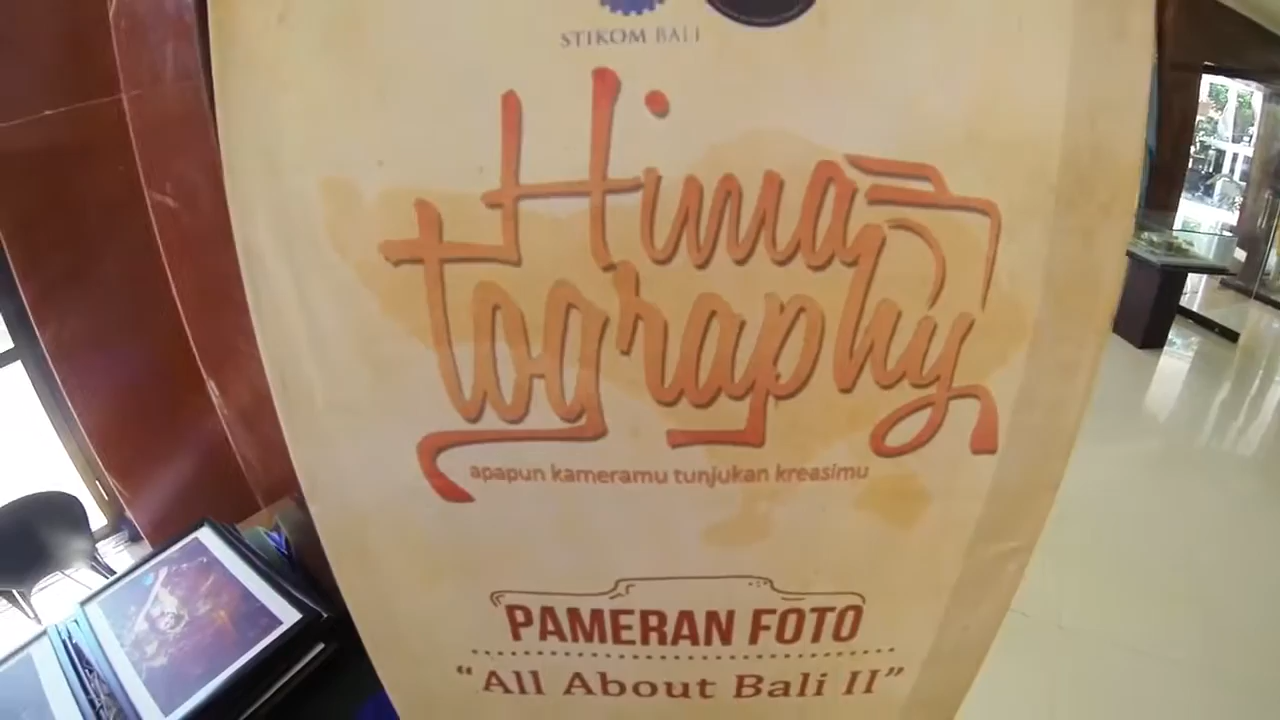 STIKOM BALI
Hima
tography
apapun kameramu tunjukan kreasimu
PAMERAN FOTO
"All About Bali II"